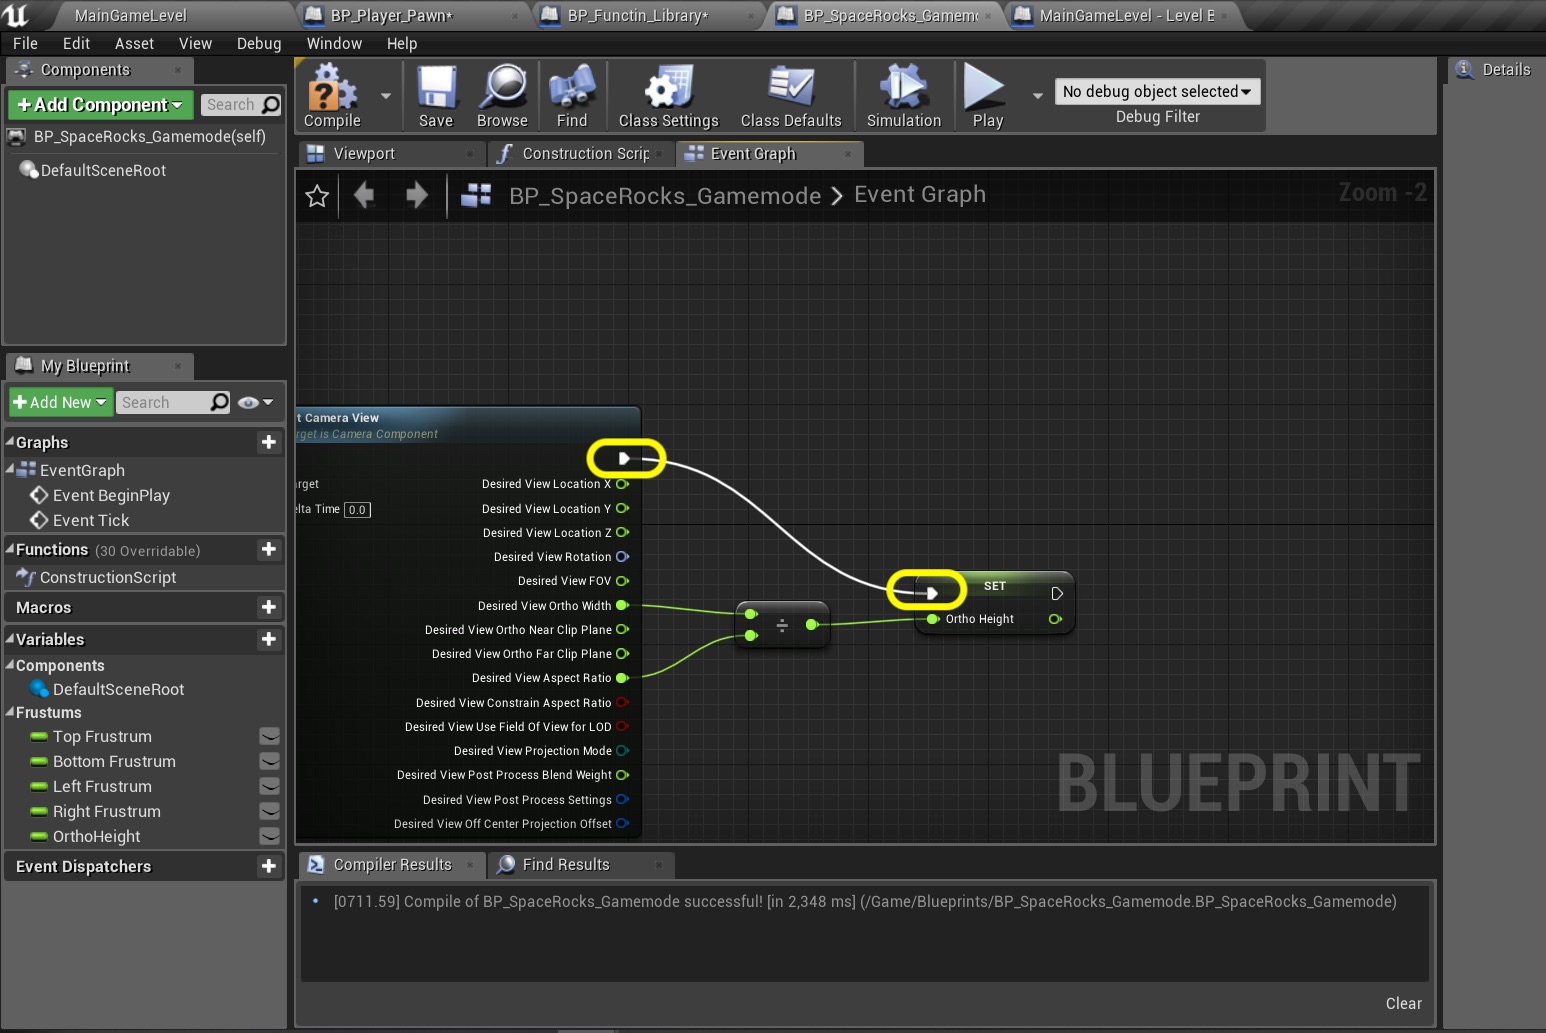 MainGameLevel
BP_Player_Pawn*
BP_Functin_Library*
BP_SpaceRocks_Gamem
MainGameLevel - Level B
File Edit Asset View Debug Window Help
Components
Add Component
Search
BP_SpaceRocks_Gamemode(self)
DefaultSceneRoot
Compile
Save
Browse
Find
Class Settings
Class Defaults
Simulation
Play
No debug object selected
Debug Filter
Details
Viewport
Construction Scrip
Event Graph
BP_SpaceRocks_Gamemode > Event Graph
Zoom -2
My Blueprint
Add New
Search
Graphs
EventGraph
Event BeginPlay
Event Tick
Functions (30 Overridable)
ConstructionScript
Macros
Variables
Components
DefaultSceneRoot
Frustums
Top Frustrum
Bottom Frustrum
Left Frustrum
Right Frustrum
OrthoHeight
Event Dispatchers
t Camera View
rget is Camera Component
rget
elta Time 0.0
Desired View Location X
Desired View Location Y
Desired View Location Z
Desired View Rotation
Desired View FOV
Desired View Ortho Width
Desired View Ortho Near Clip Plane
Desired View Ortho Far Clip Plane
Desired View Aspect Ratio
Desired View Constrain Aspect Ratio
Desired View Use Field Of View for LOD
Desired View Projection Mode
Desired View Post Process Blend Weight
Desired View Post Process Settings
Desired View Off Center Projection Offset
÷
SET
Ortho Height
BLUEPRINT
Compiler Results
Find Results
[0711.59] Compile of BP_SpaceRocks_Gamemode successful! [in 2,348 ms] (/Game/Blueprints/BP_SpaceRocks_Gamemode.BP_SpaceRocks_Gamemode)
Clear